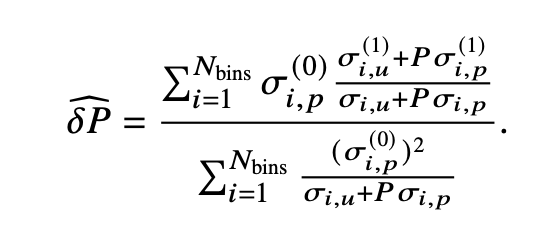 \widehat{\delta P} = \frac{\sum_{i=1}^{N_{\text{bins}}} \sigma_{i,p}^{(0)} \frac{\sigma_{i,u}^{(1)} + P \sigma_{i,p}^{(1)}}{\sigma_{i,u} + P \sigma_{i,p}}}{\sum_{i=1}^{N_{\text{bins}}} \frac{(\sigma_{i,p}^{(0)})^2}{\sigma_{i,u} + P \sigma_{i,p}}}.